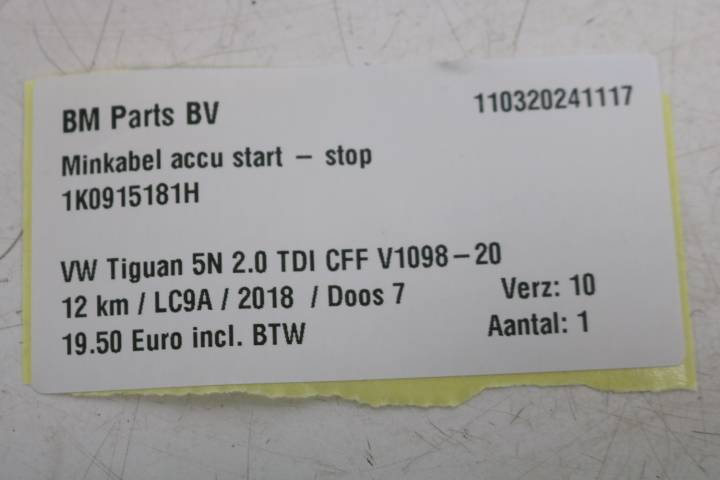 BM Parts BV 110320241117
Minkabel accu start – stop
1K0915181H
VW Tiguan 5N 2.0 TDI CFF V1098–20
12 km / LC9A / 2018 / Doos 7 Verz: 10
19.50 Euro incl. BTW Aantal: 1